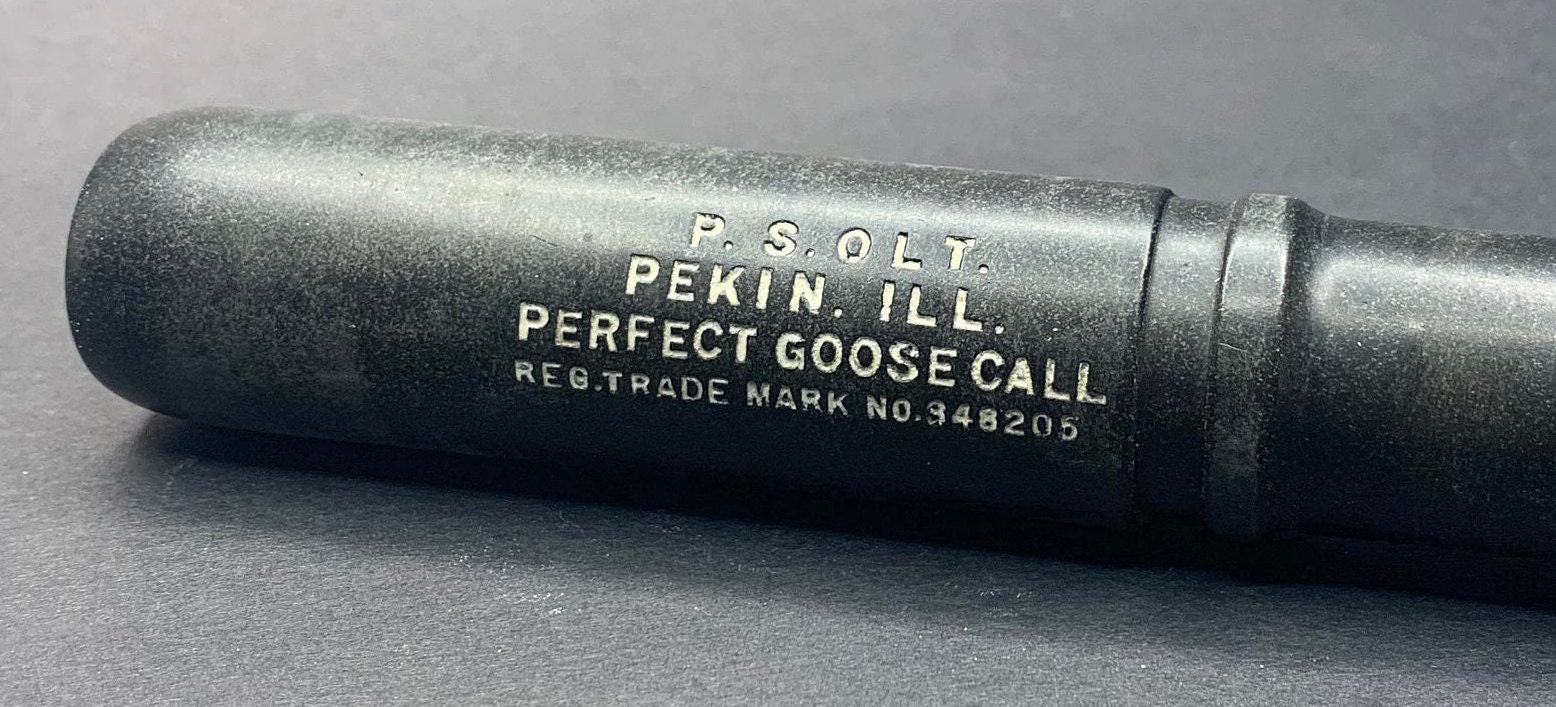 P. S. OLT.
PEKIN. ILL.
PERFECT GOOSE CALL
REG. TRADE MARK NO. 348205